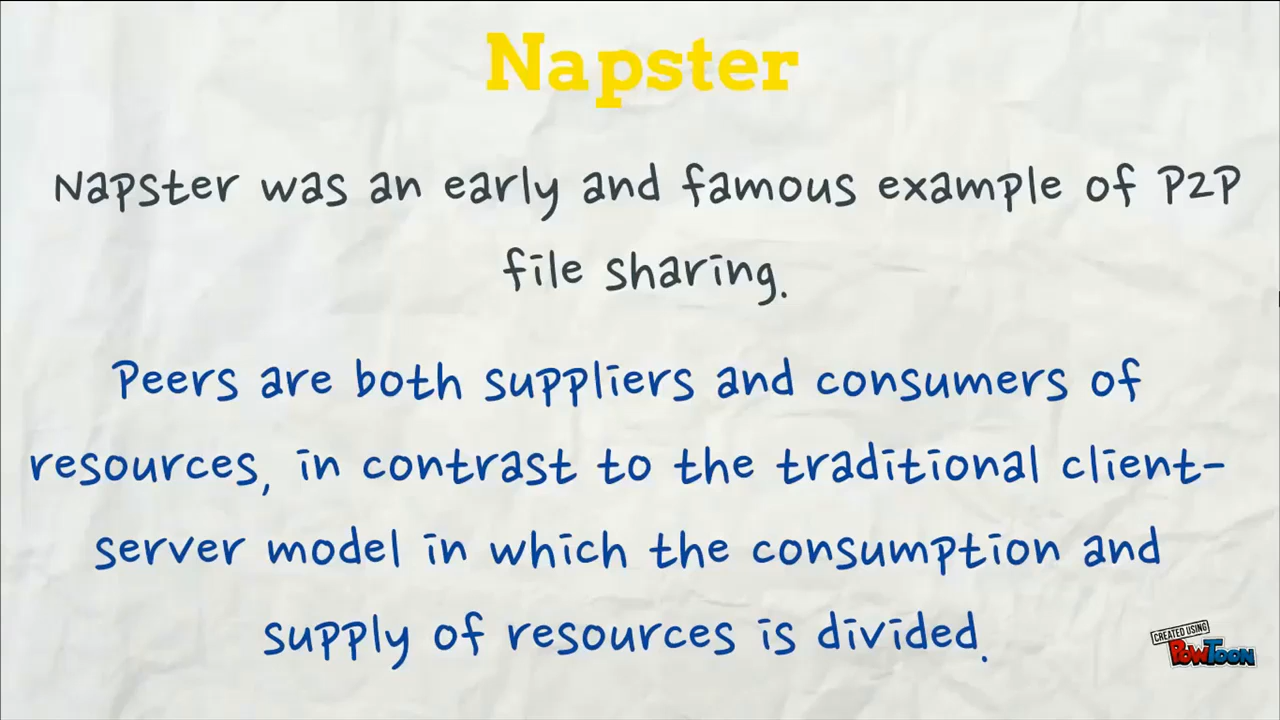 Napster
Napster was an early and famous example of P2P
file sharing.
Peers are both suppliers and consumers of
resources, in contrast to the traditional client-
server model in which the consumption and
supply of resources is divided.
CREATED USING
POWTOON